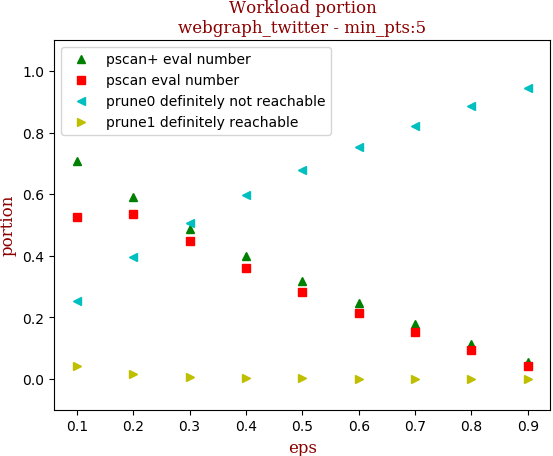 Workload portion
webgraph_twitter - min_pts:5
pscan+ eval number
pscan eval number
prune0 definitely not reachable
prune1 definitely reachable
portion
1.0
0.8
0.6
0.4
0.2
0.0
0.1 0.2 0.3 0.4 0.5 0.6 0.7 0.8 0.9
eps